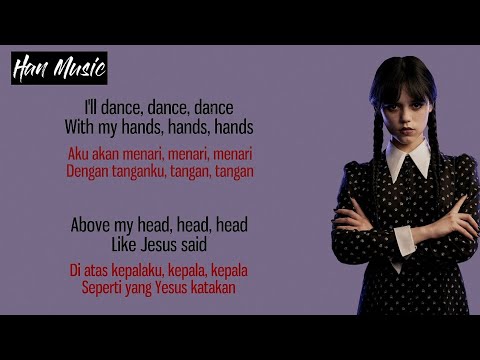 Han Music
I'll dance, dance, dance
With my hands, hands, hands
Aku akan menari, menari, menari
Dengan tanganku, tangan, tangan
Above my head, head, head
Like Jesus said
Di atas kepalaku, kepala, kepala
Seperti yang Yesus katakan